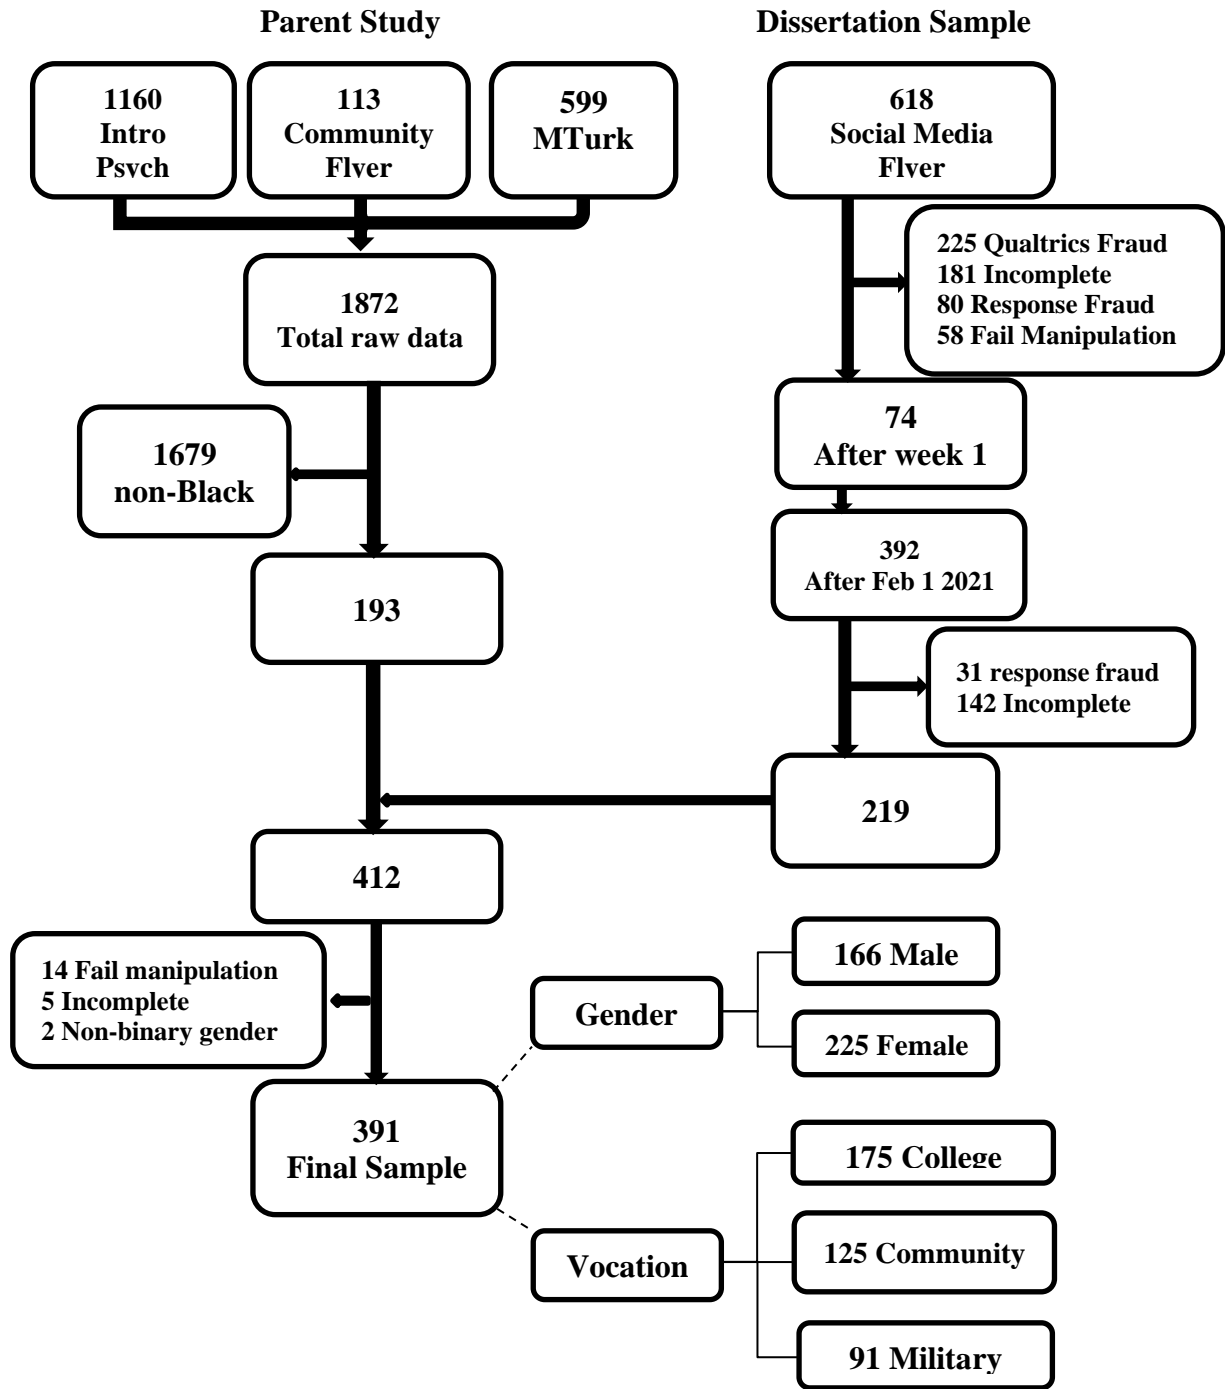 Parent Study
Dissertation Sample
1160
Intro
Psych
113
Community
Flyer
599
MTurk
618
Social Media
Flyer
225 Qualtrics Fraud
181 Incomplete
80 Response Fraud
58 Fail Manipulation
1872
Total raw data
74
After week 1
1679
non-Black
392
After Feb 1 2021
193
31 response fraud
142 Incomplete
219
412
14 Fail manipulation
5 Incomplete
2 Non-binary gender
Gender
166 Male
225 Female
391
Final Sample
Vocation
175 College
125 Community
91 Military